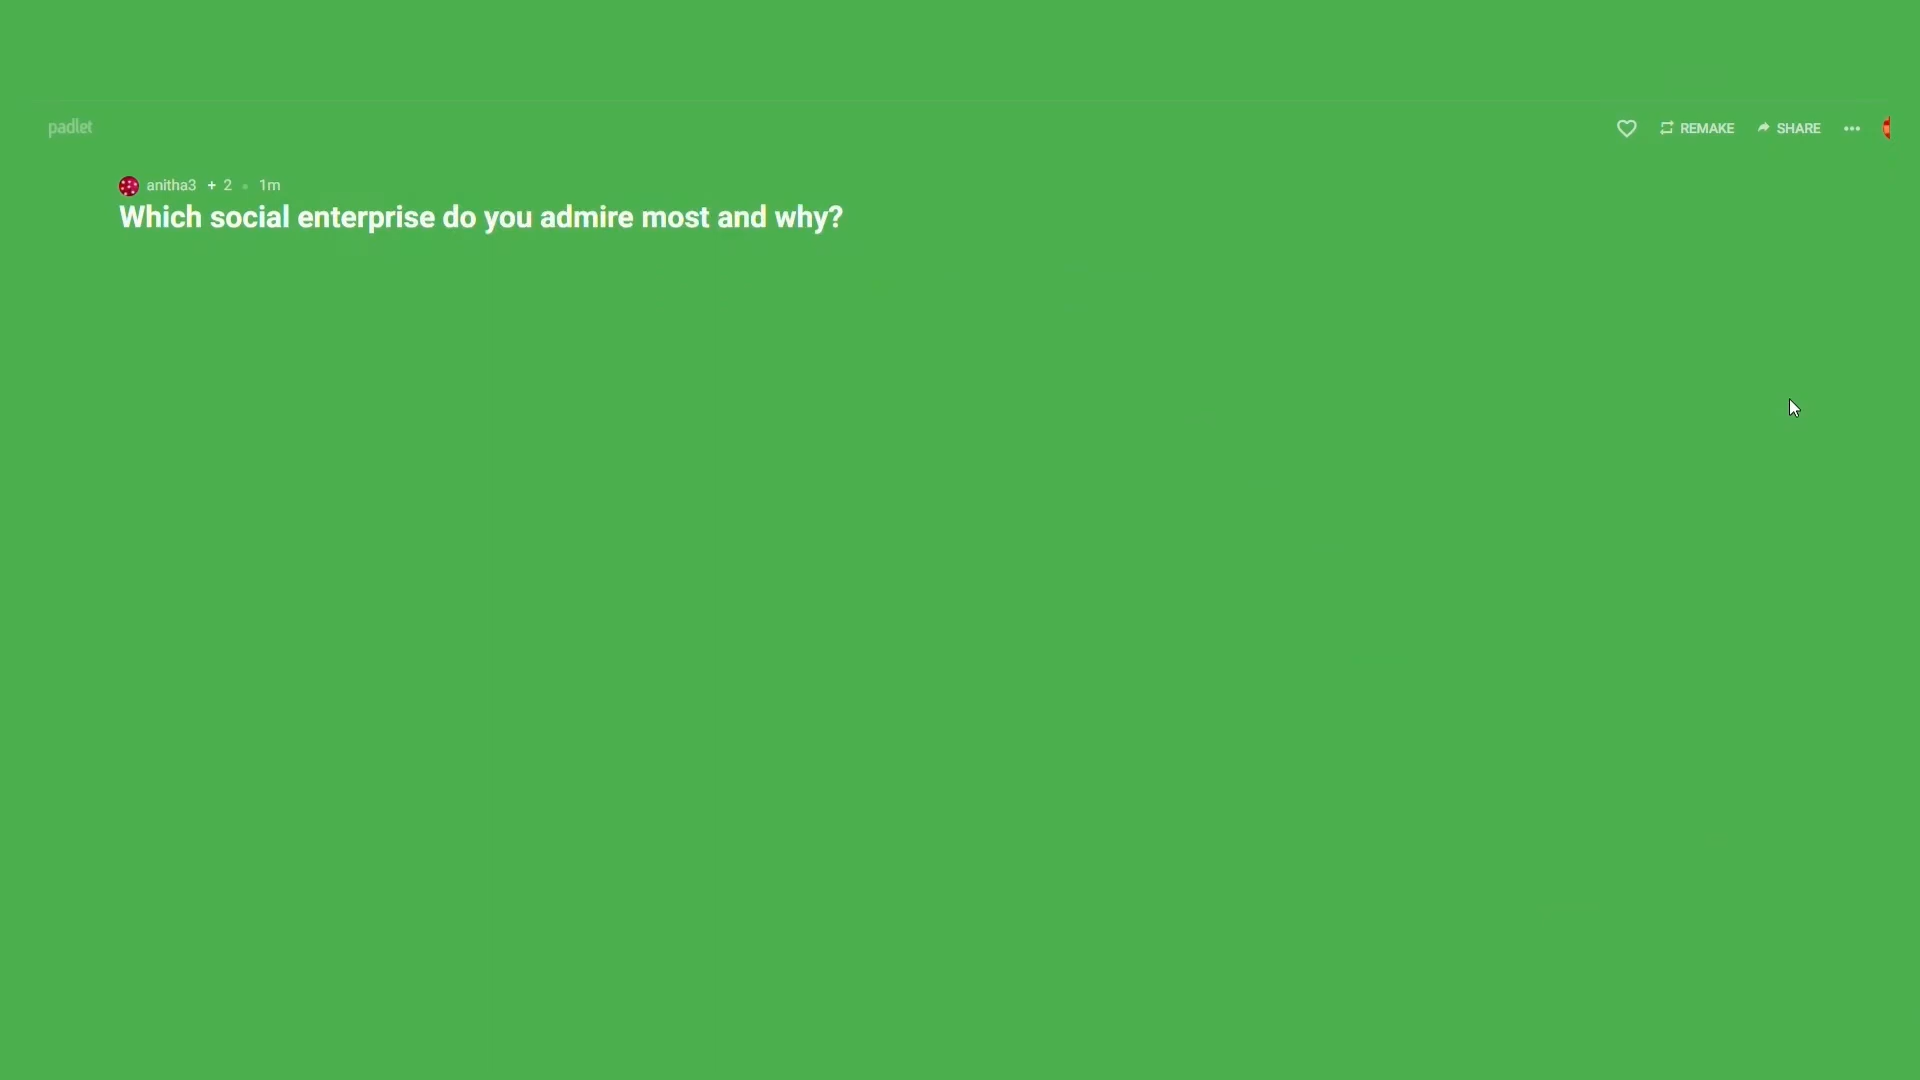 padlet
REMAKE SHARE
anitha3 + 2 • 1m
Which social enterprise do you admire most and why?